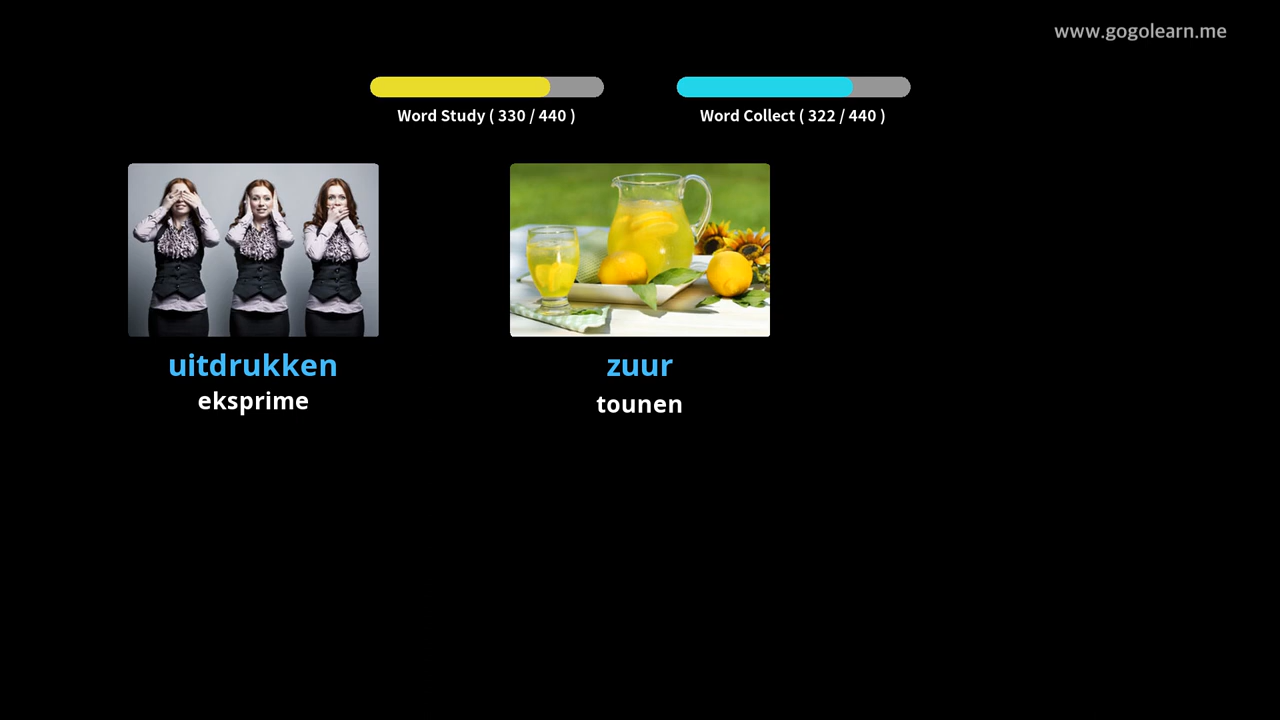 www.gogolearn.me
Word Study ( 330 / 440 )
Word Collect ( 322 / 440 )
uitdrukken
eksprime
zuur
tounen